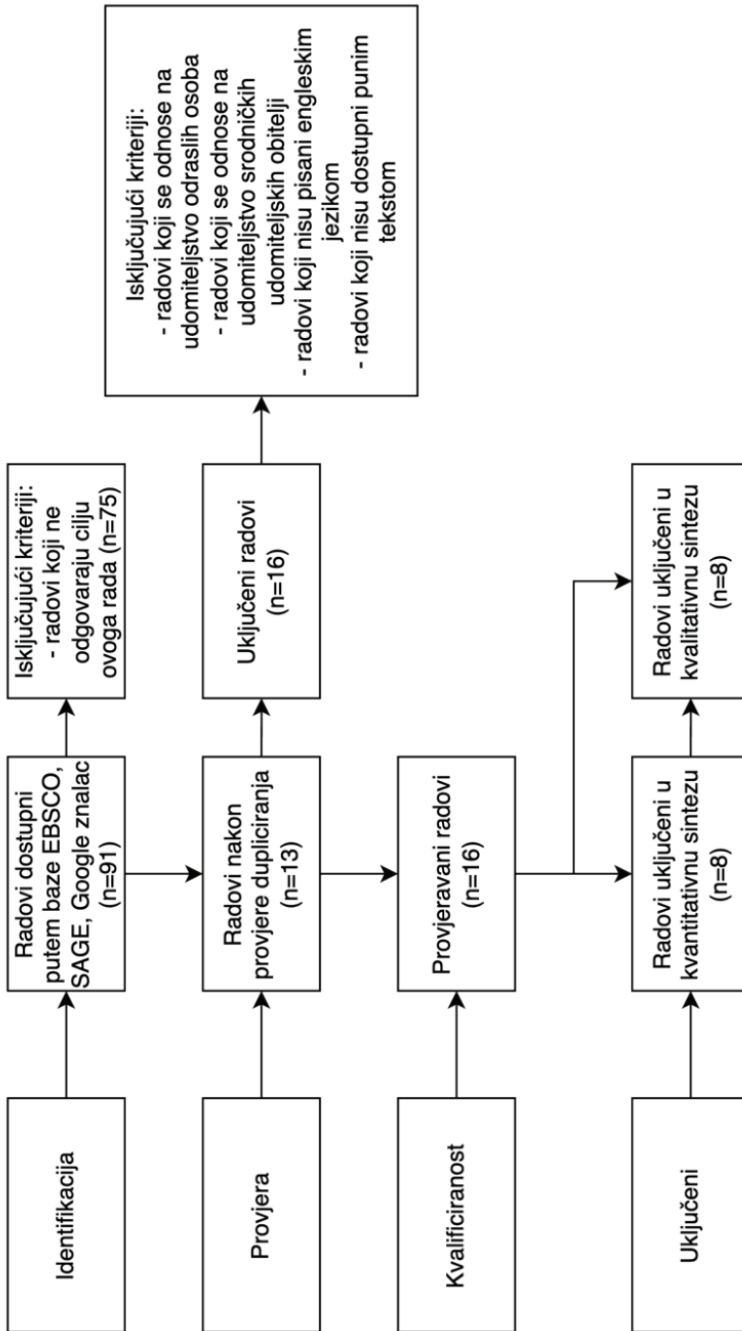 Identifikacija
Radovi dostupni
putem baze EBSCO,
SAGE, Google znalac
(n=91)
Isključujući kriteriji:
- radovi koji ne
odgovaraju cilju
ovoga rada (n=75)
Provjera
Radovi nakon
provjere dupliciranja
(n=13)
Uključeni radovi
(n=16)
Isključujući kriteriji:
- radovi koji se odnose na
udomiteljstvo odraslih osoba
- radovi koji se odnose na
udomiteljstvo srodničkih
udomiteljskih obitelji
- radovi koji nisu pisani engleskim
jezikom
- radovi koji nisu dostupni punim
tekstom
Kvalificiranost
Provjeravani radovi
(n=16)
Uključeni
Radovi uključeni u
kvantitativnu sintezu
(n=8)
Radovi uključeni u
kvalitativnu sintezu
(n=8)